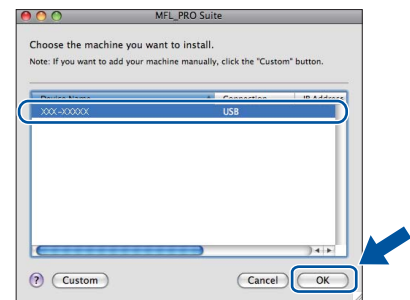 MFL_PRO Suite
Choose the machine you want to install.
Note: If you want to add your machine manually, click the "Custom" button.
Device Name Connection IP Address
XXX-XXXXX USB
? Custom Cancel OK